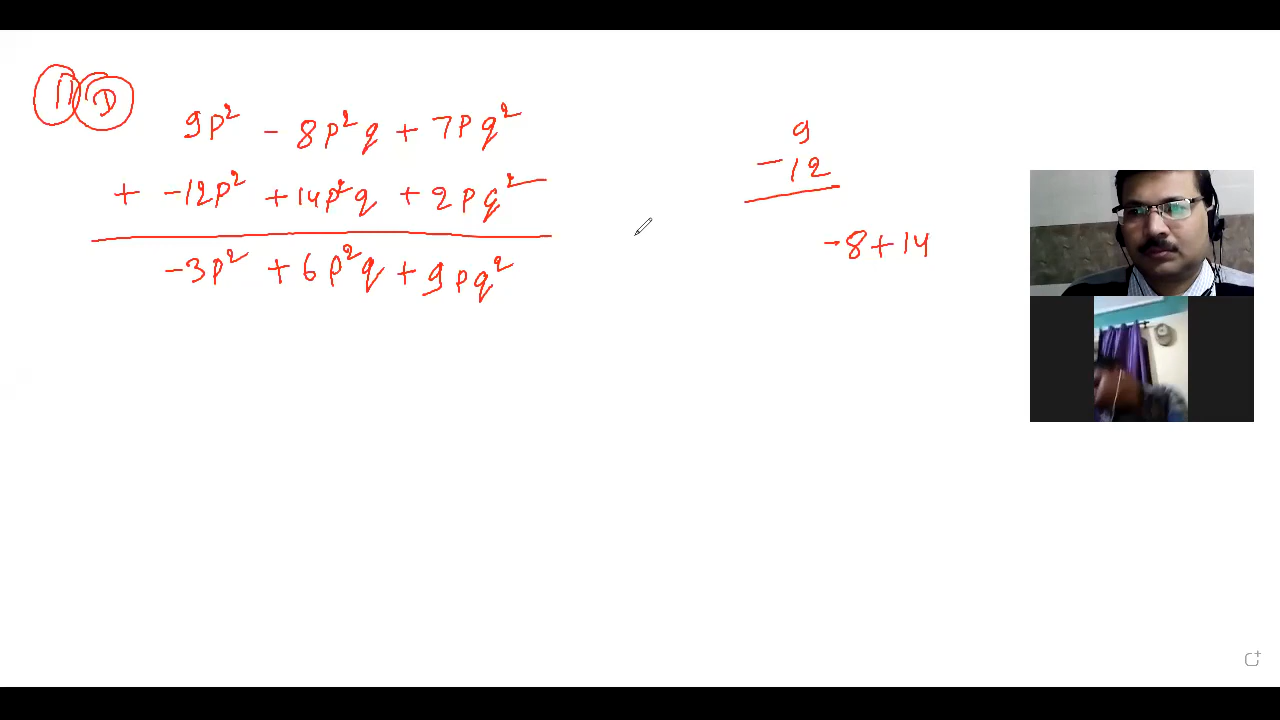 11 D
9p² - 8p²q + 7pq²
+ -12p² +14p²q + 2pq²
-3p² + 6p²q + 9pq²
9
-12
-8+14